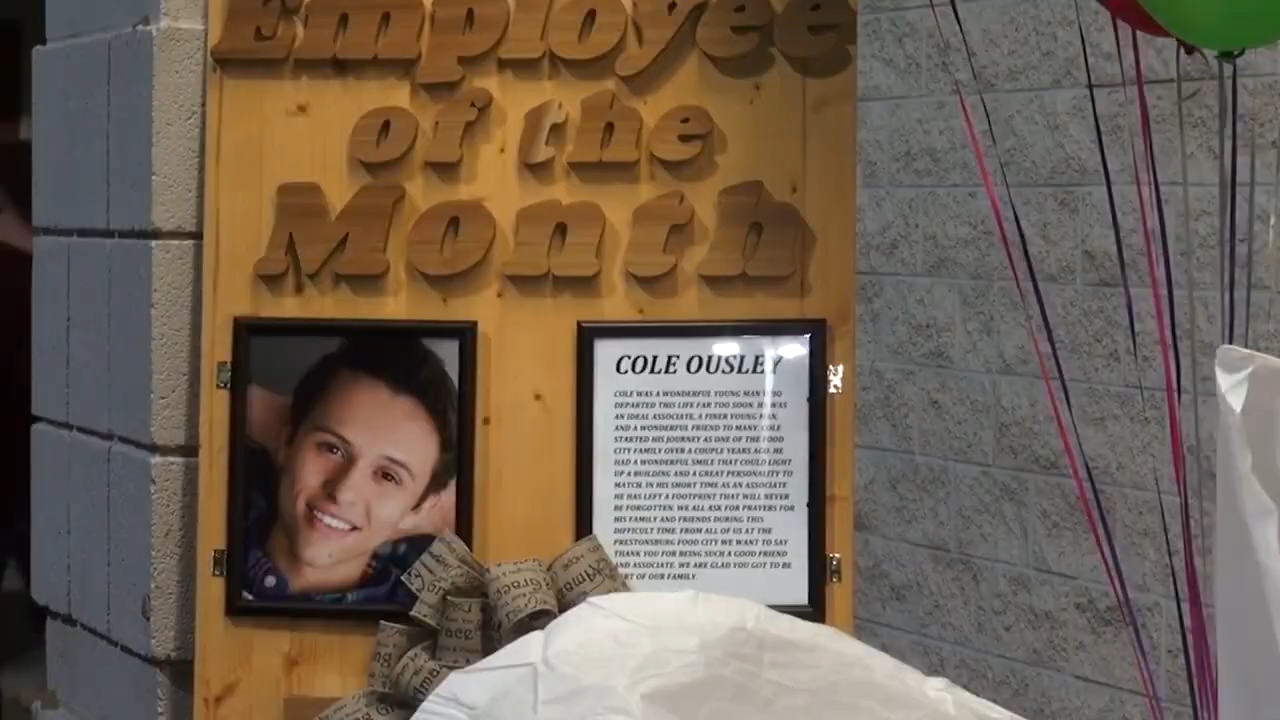 Employee
of the
Month
COLE OUSLEY
COLE WAS A WONDERFUL YOUNG MAN WHO
DEPARTED THIS LIFE FAR TOO SOON. HE WAS
AN IDEAL ASSOCIATE, A FINER YOUNG MAN,
AND A WONDERFUL FRIEND TO MANY. COLE
STARTED HIS JOURNEY AS ONE OF THE FOOD
CITY FAMILY OVER A COUPLE YEARS AGO. HE
HAD A WONDERFUL SMILE THAT COULD LIGHT
UP A BUILDING AND A GREAT PERSONALITY TO
MATCH. IN HIS SHORT TIME AS AN ASSOCIATE
HE HAS LEFT A FOOTPRINT THAT WILL NEVER
BE FORGOTTEN. WE ALL ASK FOR PRAYERS FOR
HIS FAMILY AND FRIENDS DURING THIS
DIFFICULT TIME. FROM ALL OF US AT THE
PRESTONSBURG FOOD CITY WE WANT TO SAY
THANK YOU FOR BEING SUCH A GOOD FRIEND
AND ASSOCIATE. WE ARE GLAD YOU GOT TO BE
ART OF OUR FAMILY.
Grace
Amaz